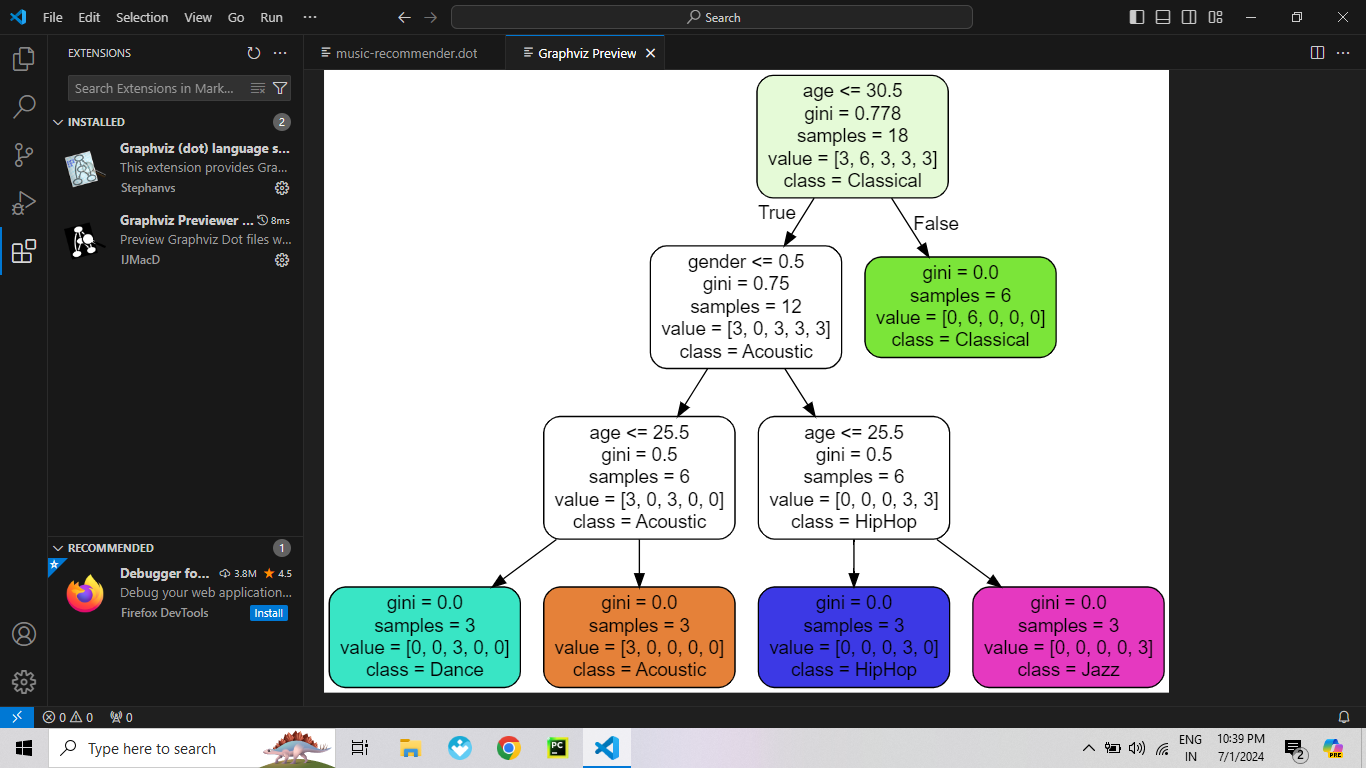 File Edit Selection View Go Run ···
Search
EXTENSIONS
music-recommender.dot
Graphviz Preview
Search Extensions in Mark...
INSTALLED 2
Graphviz (dot) language s...
This extension provides Gra...
Stephanvs
Graphviz Previewer ... 8ms
Preview Graphviz Dot files w...
IJMacD
RECOMMENDED 1
Debugger fo... 3.8M 4.5
Debug your web application...
Firefox DevTools Install
age <= 30.5
gini = 0.778
samples = 18
value = [3, 6, 3, 3, 3]
class = Classical
True
False
gender <= 0.5
gini = 0.75
samples = 12
value = [3, 0, 3, 3, 3]
class = Acoustic
gini = 0.0
samples = 6
value = [0, 6, 0, 0, 0]
class = Classical
age <= 25.5
gini = 0.5
samples = 6
value = [3, 0, 3, 0, 0]
class = Acoustic
age <= 25.5
gini = 0.5
samples = 6
value = [0, 0, 0, 3, 3]
class = HipHop
gini = 0.0
samples = 3
value = [0, 0, 3, 0, 0]
class = Dance
gini = 0.0
samples = 3
value = [3, 0, 0, 0, 0]
class = Acoustic
gini = 0.0
samples = 3
value = [0, 0, 0, 3, 0]
class = HipHop
gini = 0.0
samples = 3
value = [0, 0, 0, 0, 3]
class = Jazz
0 0 0
Type here to search
PC
ENG
IN
10:39 PM
7/1/2024
2
PRE